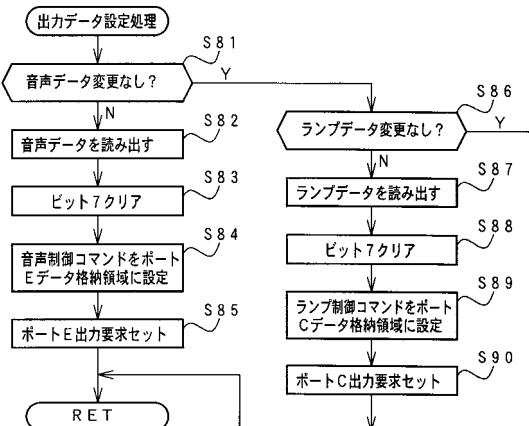 出力データ設定処理
S81
音声データ変更なし？
Y
N
S82
音声データを読み出す
S83
ビット7クリア
S84
音声制御コマンドをポート
Eデータ格納領域に設定
S85
ポートE出力要求セット
RET
S86
ランプデータ変更なし？
Y
N
S87
ランプデータを読み出す
S88
ビット7クリア
S89
ランプ制御コマンドをポート
Cデータ格納領域に設定
S90
ポートC出力要求セット